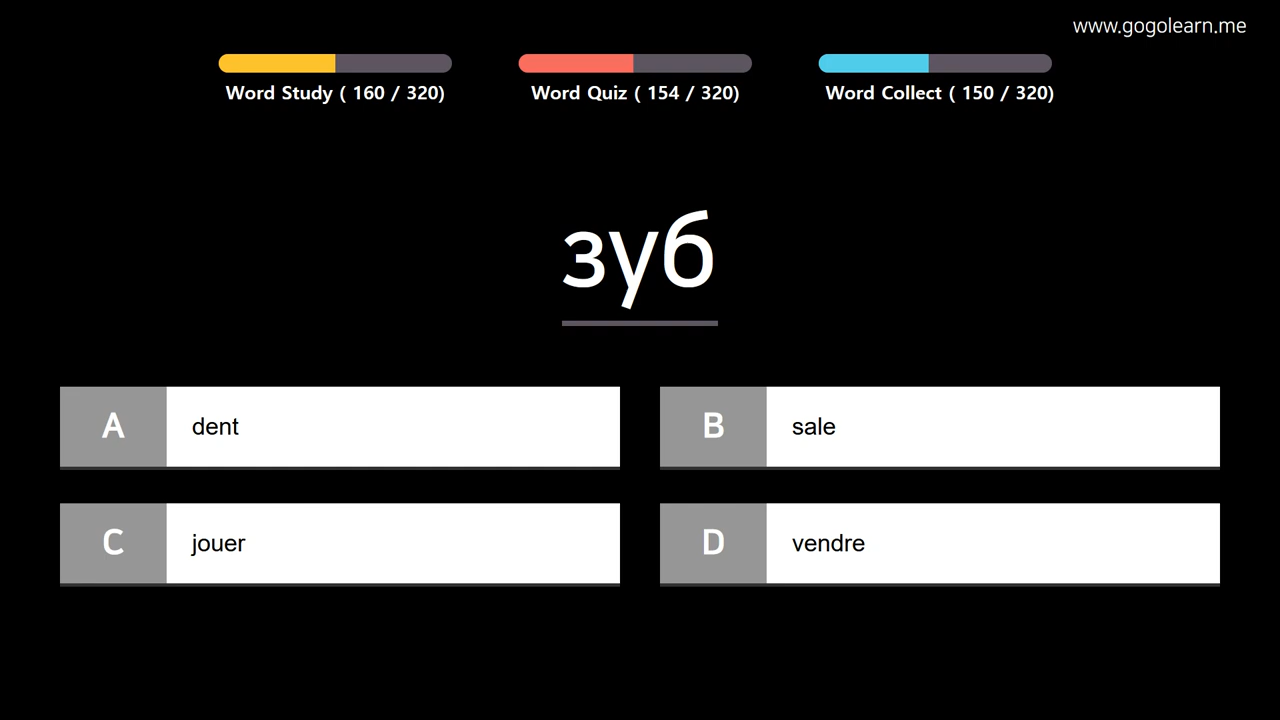 www.gogolearn.me
Word Study ( 160 / 320)
Word Quiz ( 154 / 320)
Word Collect ( 150 / 320)
зуб
A dent
B sale
C jouer
D vendre